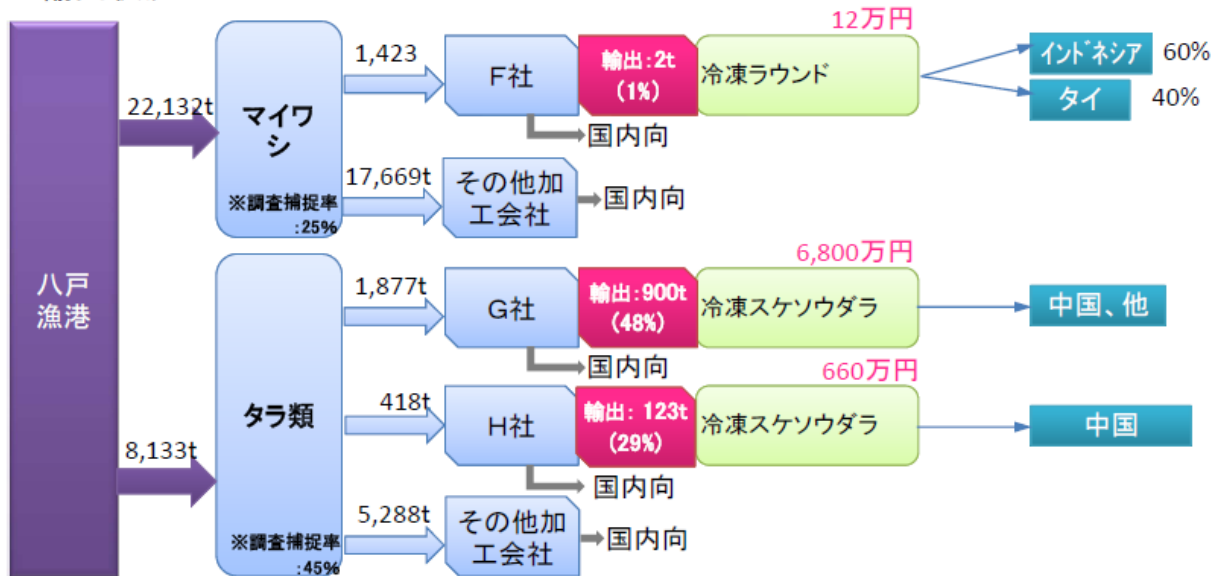 12万円
八戸
漁港
22,132t
マイワ
シ
※調査捕捉率
:25%
1,423
F社
輸出:2t
(1%)
冷凍ラウンド
インドネシア 60%
タイ 40%
国内向
17,669t
その他加
工会社
国内向
8,133t
タラ類
※調査捕捉率
:45%
6,800万円
1,877t
G社
輸出:900t
(48%)
冷凍スケソウダラ
中国、他
国内向
660万円
418t
H社
輸出: 123t
(29%)
冷凍スケソウダラ
中国
国内向
5,288t
その他加
工会社
国内向